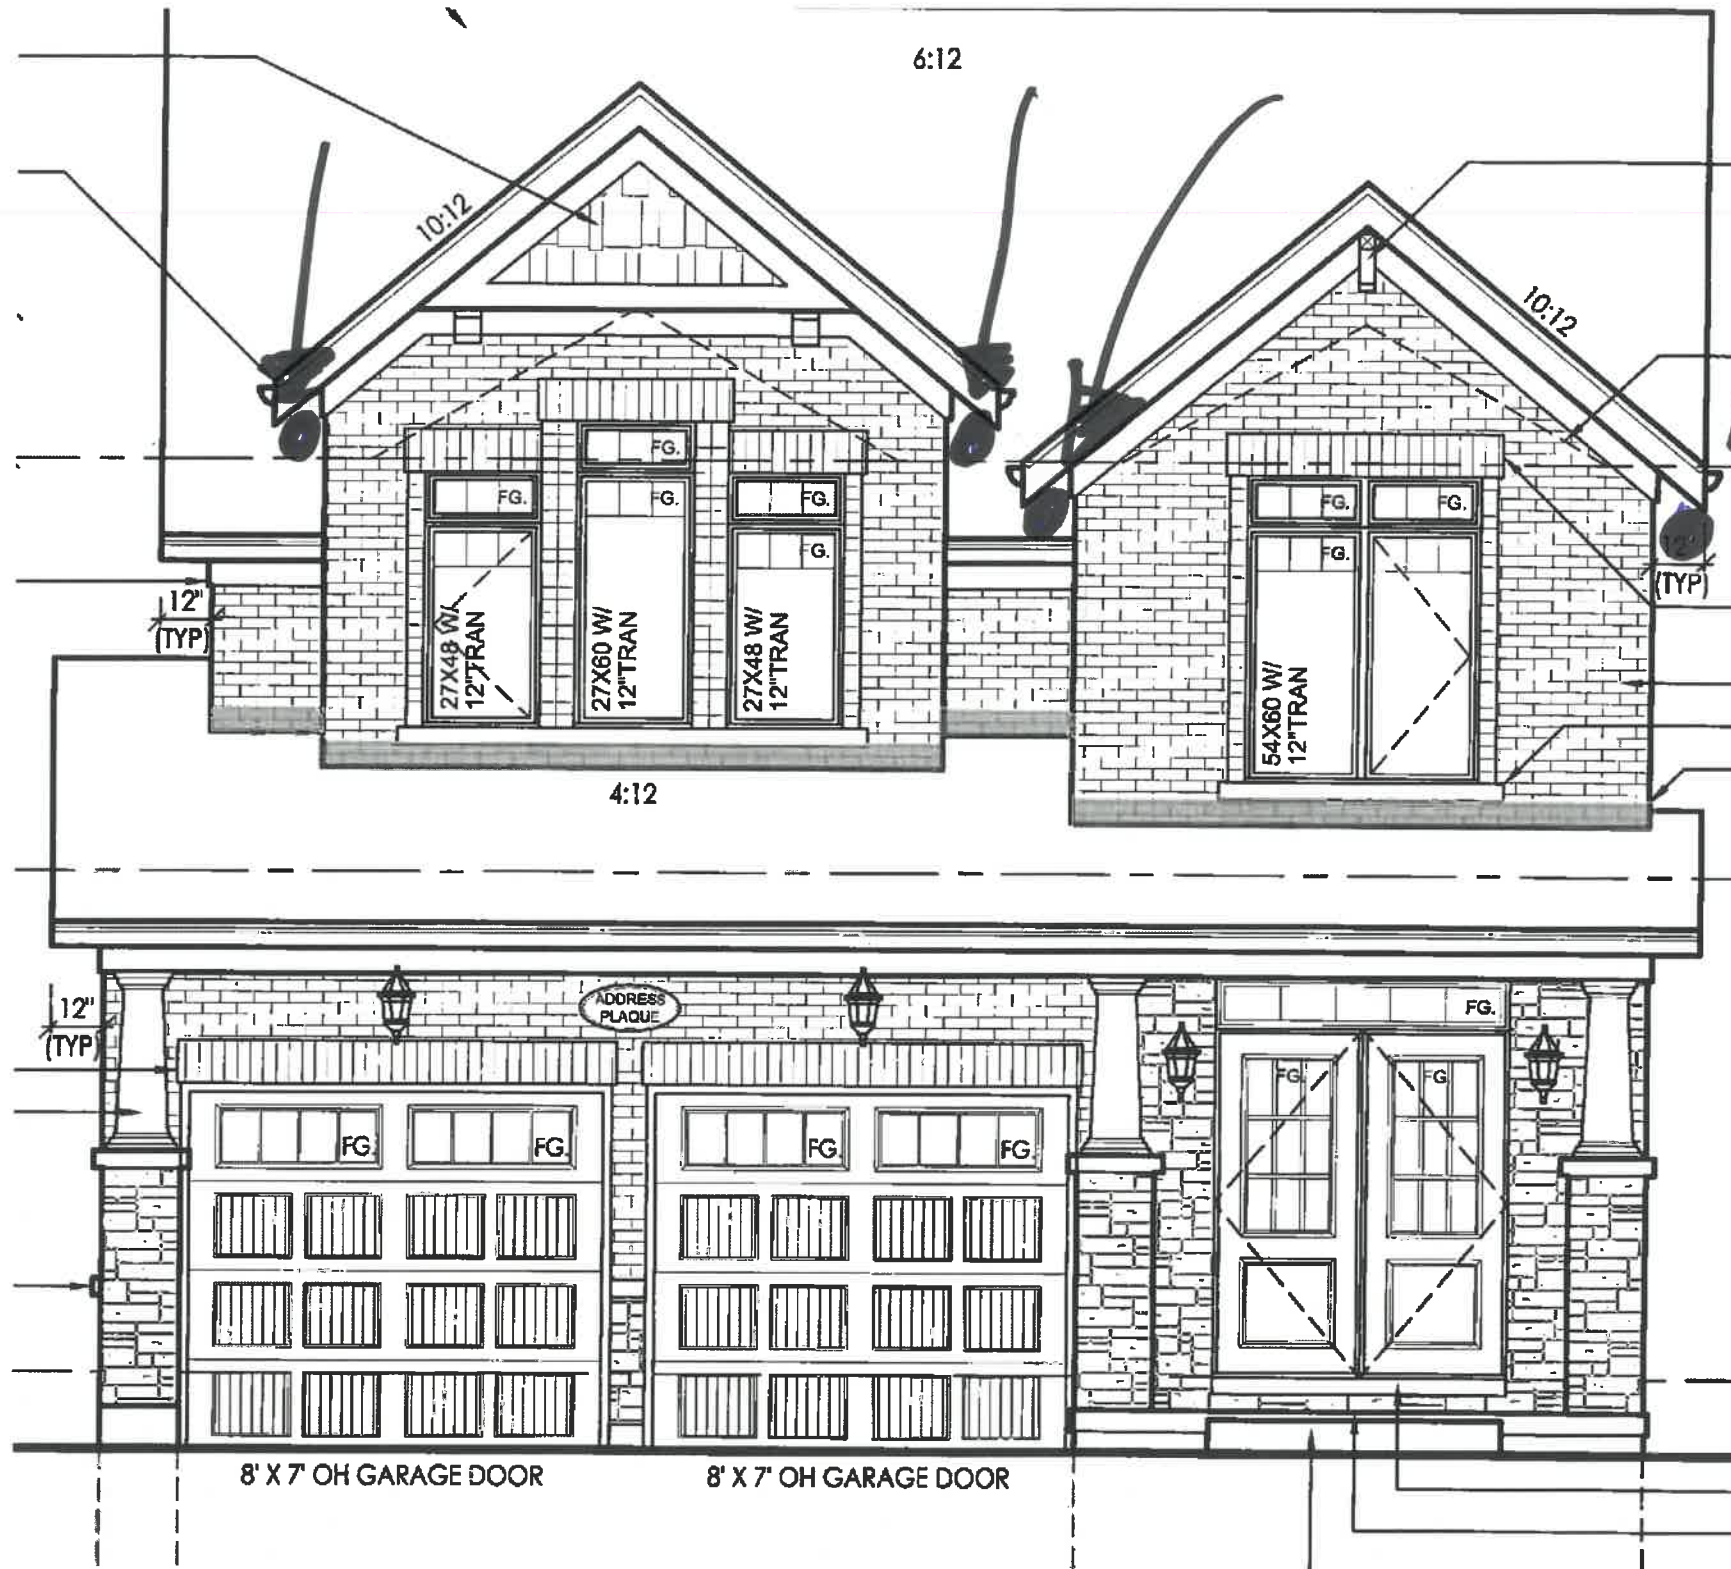 6:12
10:12
10:12
FG.
FG.
FG.
FG.
FG.
FG.
FG.
FG.
27X48 W/
12"TRAN
27X60 W/
12"TRAN
27X48 W/
12"TRAN
54X60 W/
12"TRAN
12"
(TYP)
12"
(TYP)
4:12
12"
(TYP)
ADDRESS
PLAQUE
FG.
FG.
FG.
FG.
FG.
FG.
FG.
8' X 7' OH GARAGE DOOR
8' X 7' OH GARAGE DOOR